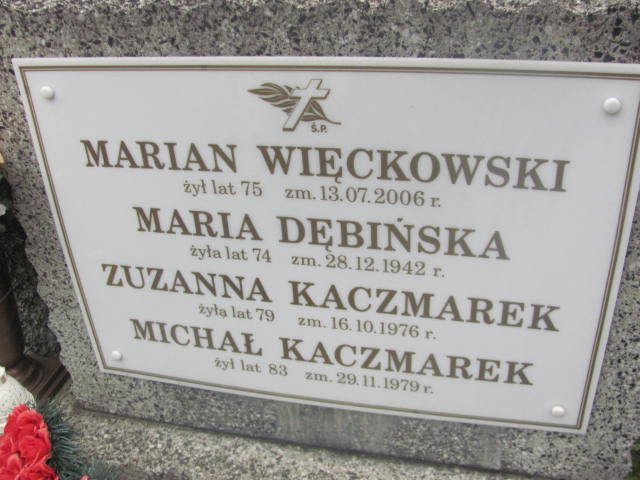 Ś.P.
MARIAN WIĘCKOWSKI
żył lat 75 zm. 13.07.2006 r.
MARIA DĘBIŃSKA
żyła lat 74 zm. 28.12.1942 r.
ZUZANNA KACZMAREK
żyła lat 79 zm. 16.10.1976 r.
MICHAŁ KACZMAREK
żył lat 83 zm. 29.11.1979 r.